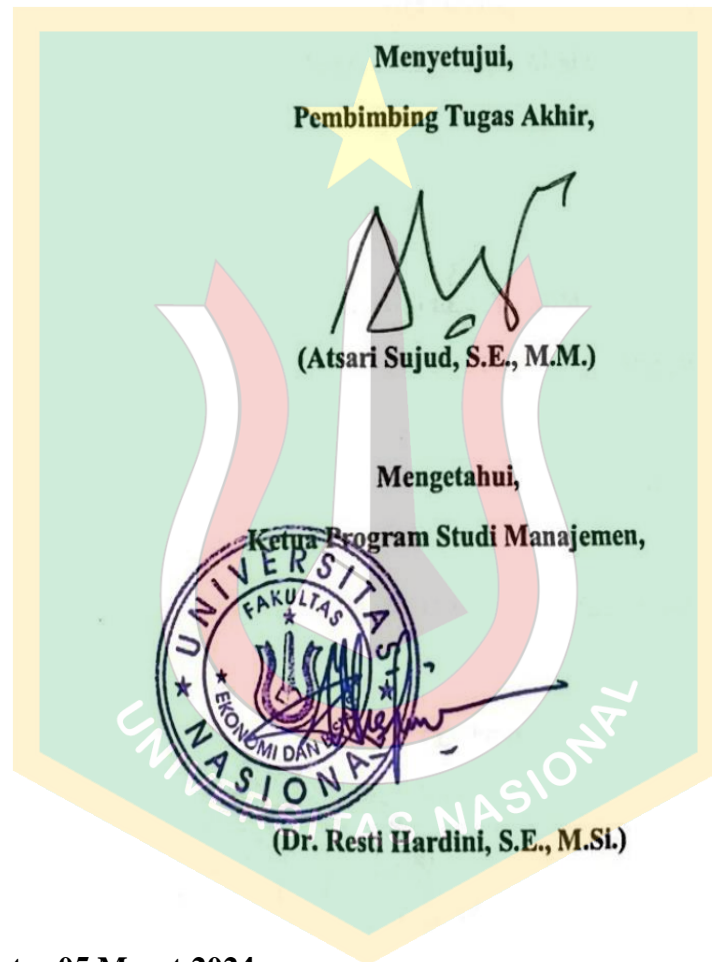 Menyetujui,
Pembimbing Tugas Akhir,
(Atsari Sujud, S.E., M.M.)
Mengetahui,
Ketua Program Studi Manajemen,
UNIVERSITAS
FAKULTAS
EKONOMI DAN
NASIONAL
UNIVERSITAS NASIONAL
(Dr. Resti Hardini, S.E., M.Si.)